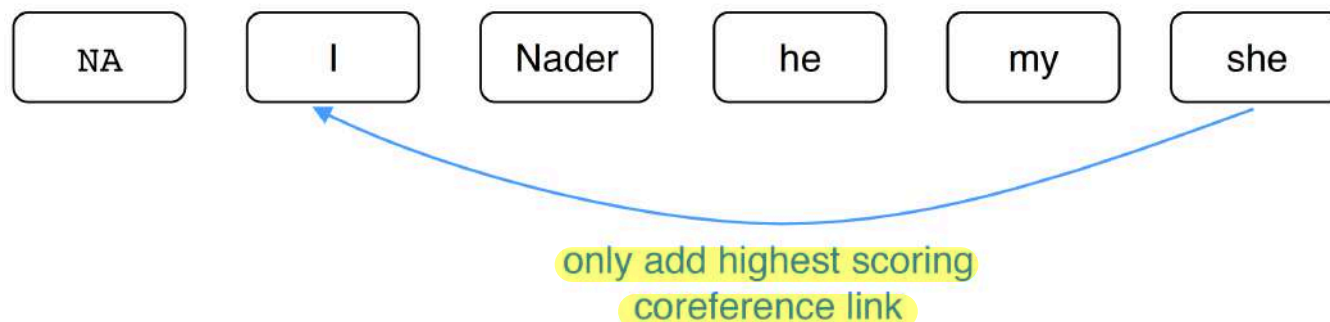 NA I Nader he my she
only add highest scoring
coreference link